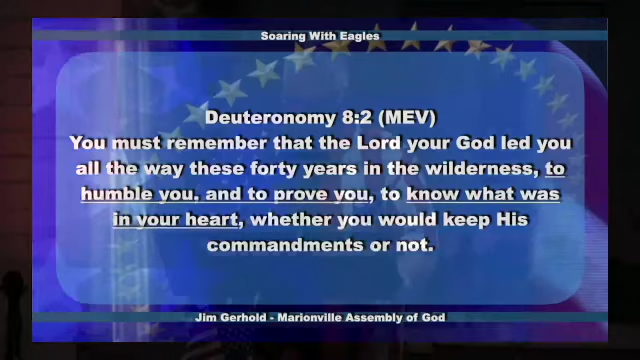 Soaring With Eagles
Deuteronomy 8:2 (MEV)
You must remember that the Lord your God led you
all the way these forty years in the wilderness, to
humble you. and to prove you, to know what was
in your heart, whether you would keep His
commandments or not.
Jim Gerhold - Marionville Assembly of God